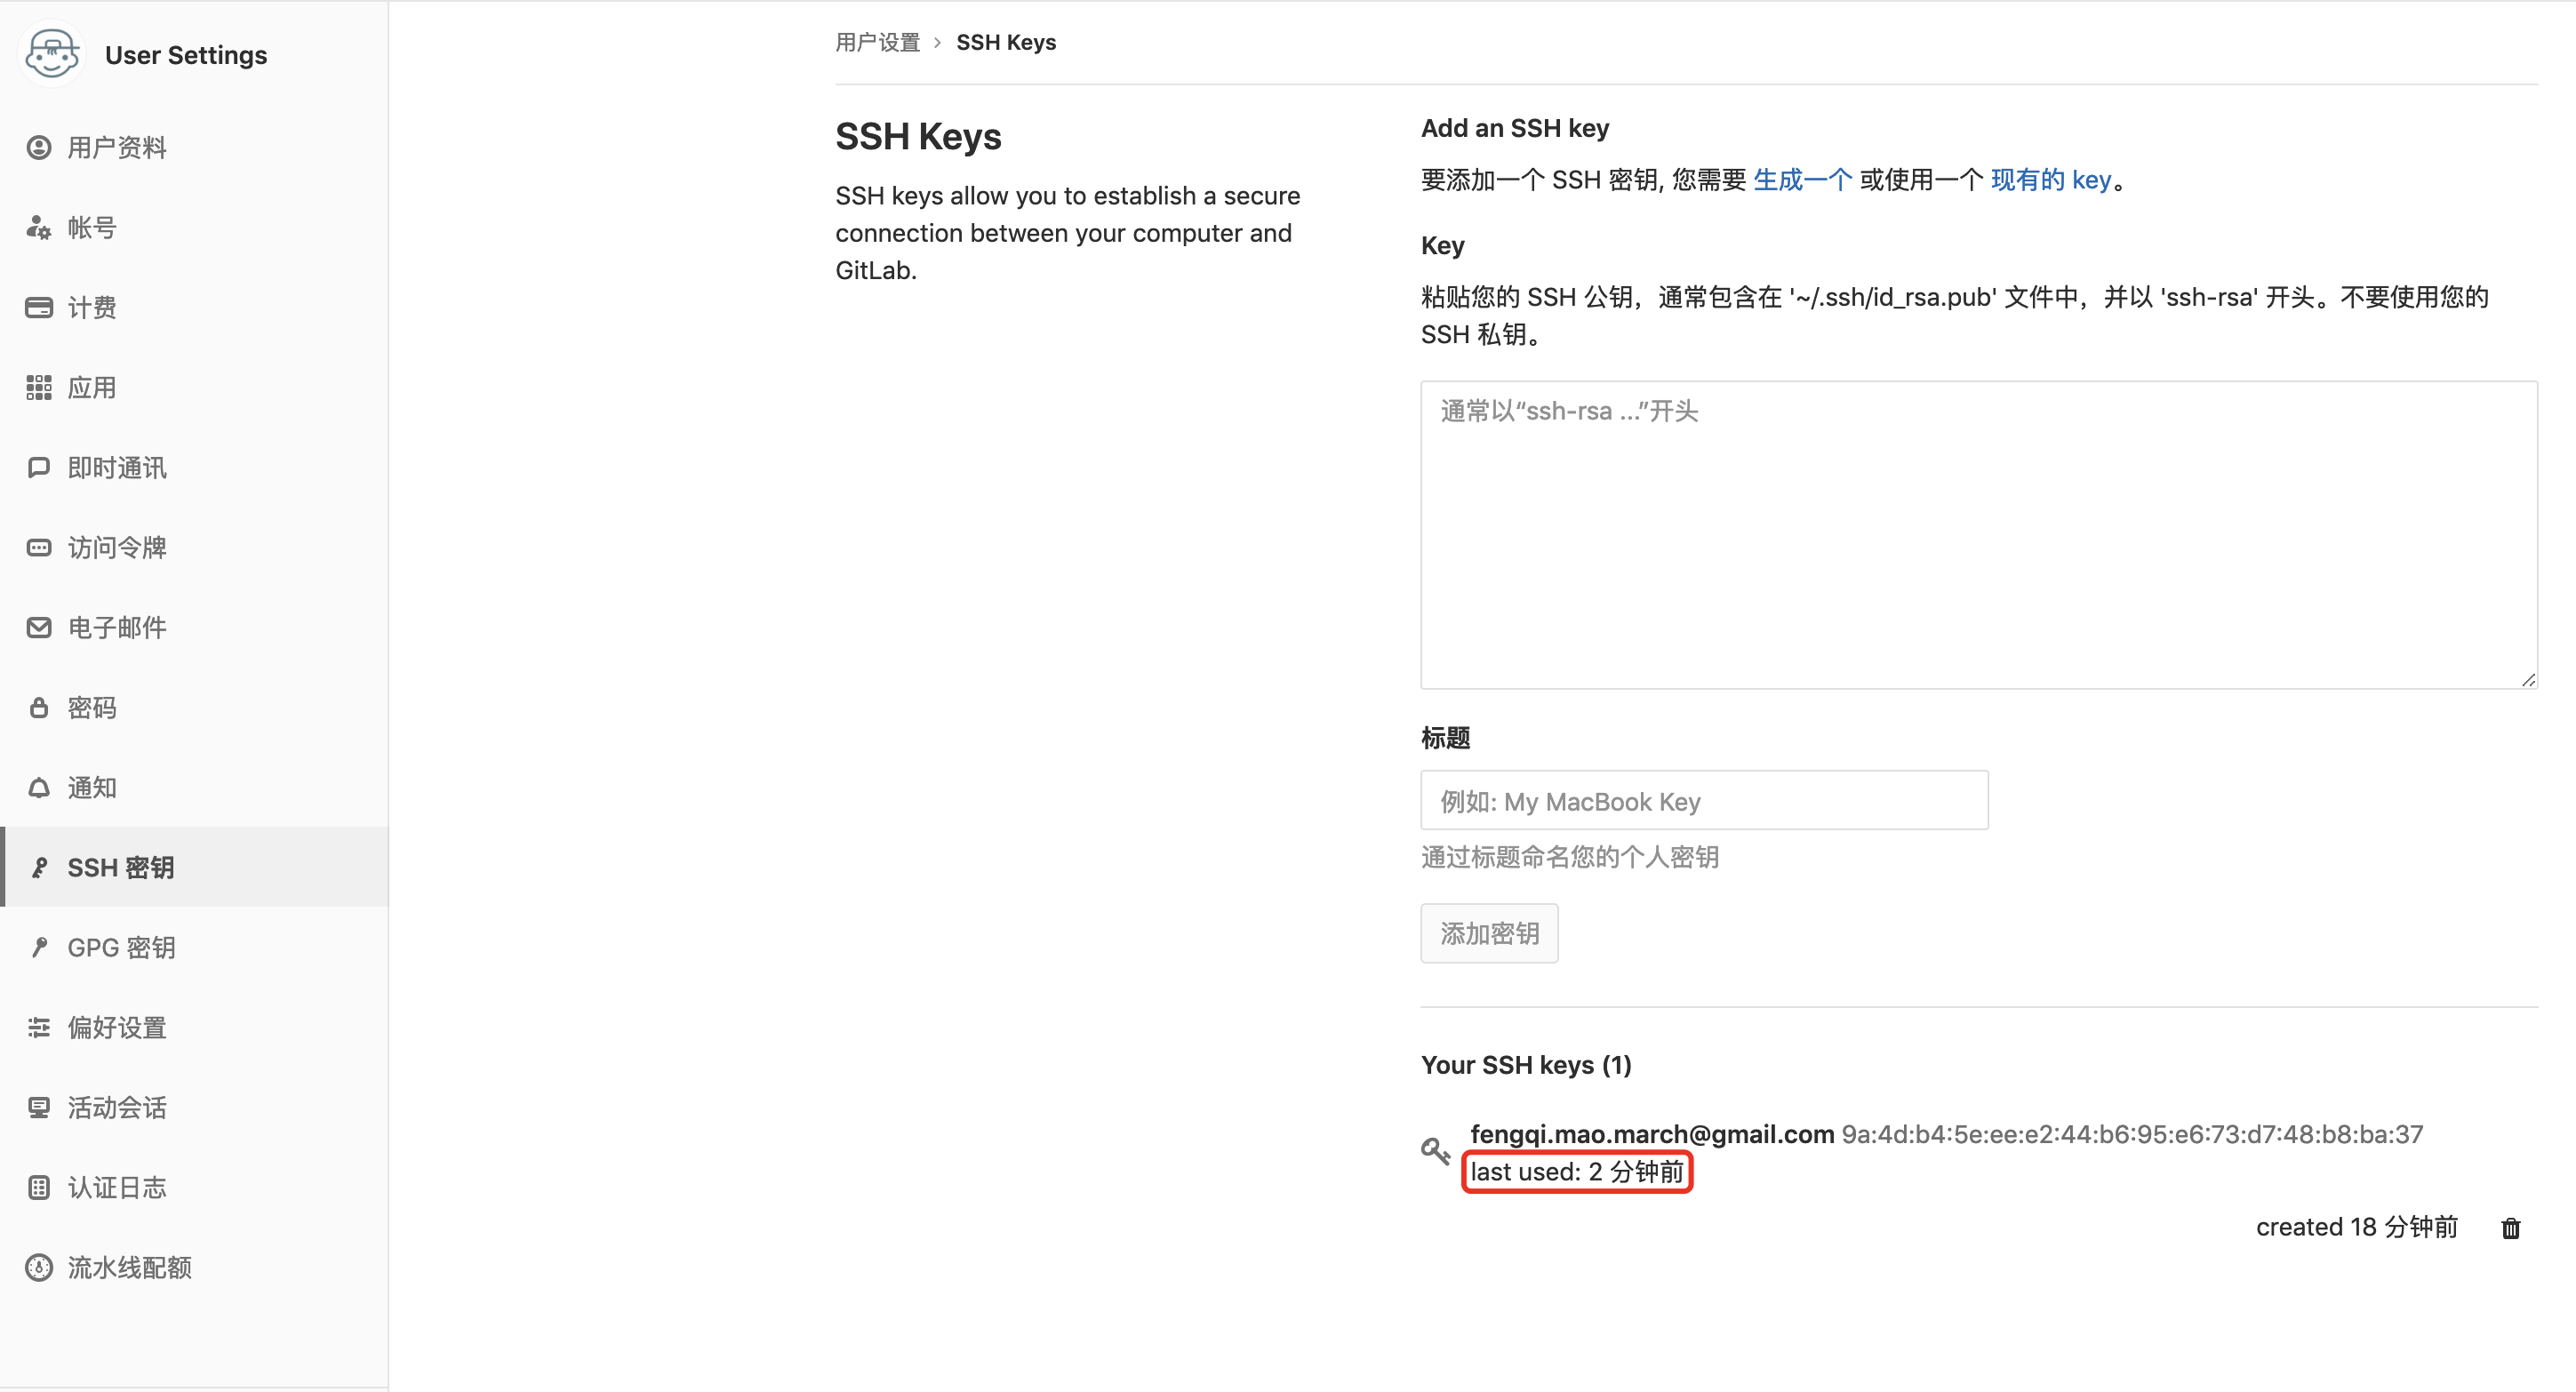 User Settings
用户资料
帐号
计费
应用
即时通讯
访问令牌
电子邮件
密码
通知
SSH 密钥
GPG 密钥
偏好设置
活动会话
认证日志
流水线配额
用户设置 › SSH Keys
SSH Keys
SSH keys allow you to establish a secure
connection between your computer and
GitLab.
Add an SSH key
要添加一个 SSH 密钥, 您需要 生成一个 或使用一个 现有的 key。
Key
粘贴您的 SSH 公钥，通常包含在 '~/.ssh/id_rsa.pub' 文件中，并以 'ssh-rsa' 开头。不要使用您的
SSH 私钥。
通常以“ssh-rsa ...”开头
标题
例如: My MacBook Key
通过标题命名您的个人密钥
添加密钥
Your SSH keys (1)
fengqi.mao.march@gmail.com 9a:4d:b4:5e:ee:e2:44:b6:95:e6:73:d7:48:b8:ba:37
last used: 2 分钟前
created 18 分钟前